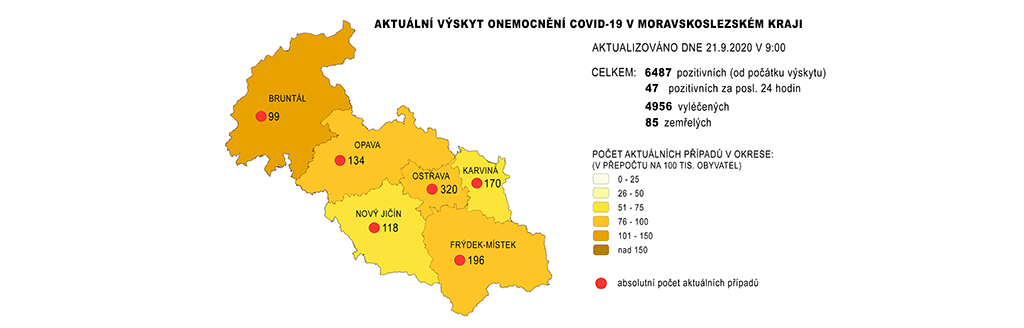 AKTUÁLNÍ VÝSKYT ONEMOCNĚNÍ COVID-19 V MORAVSKOSLEZSKÉM KRAJI
AKTUALIZOVÁNO DNE 21.9.2020 V 9:00
CELKEM: 6487 pozitivních (od počátku výskytu)
47 pozitivních za posl. 24 hodin
4956 vyléčených
85 zemřelých
BRUNTÁL
99
OPAVA
134
OSTRAVA
320
KARVINÁ
170
NOVÝ JIČÍN
118
FRÝDEK-MÍSTEK
196
POČET AKTUÁLNÍCH PŘÍPADŮ V OKRESE:
(V PŘEPOČTU NA 100 TIS. OBYVATEL)
0 - 25
26 - 50
51 - 75
76 - 100
101 - 150
nad 150
absolutní počet aktuálních případů